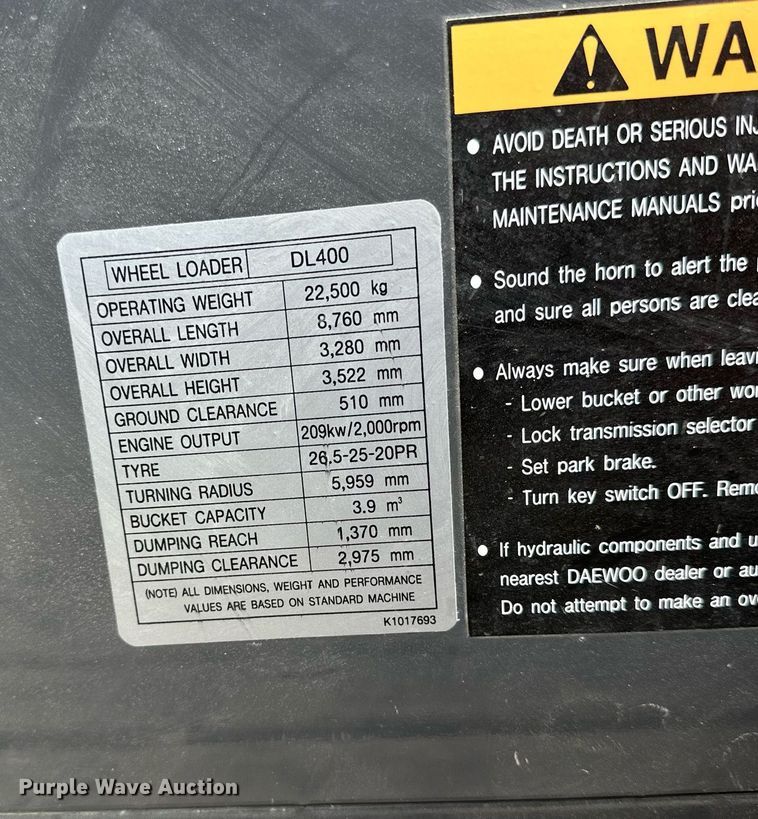 WHEEL LOADER DL400
OPERATING WEIGHT 22,500 kg
OVERALL LENGTH 8,760 mm
OVERALL WIDTH 3,280 mm
OVERALL HEIGHT 3,522 mm
GROUND CLEARANCE 510 mm
ENGINE OUTPUT 209kw/2,000rpm
TYRE 26.5-25-20PR
TURNING RADIUS 5,959 mm
BUCKET CAPACITY 3.9 m³
DUMPING REACH 1,370 mm
DUMPING CLEARANCE 2,975 mm
(NOTE) ALL DIMENSIONS, WEIGHT AND PERFORMANCE
VALUES ARE BASED ON STANDARD MACHINE
K1017693
WA
● AVOID DEATH OR SERIOUS INJ
THE INSTRUCTIONS AND WA
MAINTENANCE MANUALS pri
● Sound the horn to alert the
and sure all persons are clea
● Always make sure when leavi
- Lower bucket or other wor
- Lock transmission selector
- Set park brake.
- Turn key switch OFF. Remo
● If hydraulic components and u
nearest DAEWOO dealer or au
Do not attempt to make an ov
Purple Wave Auction